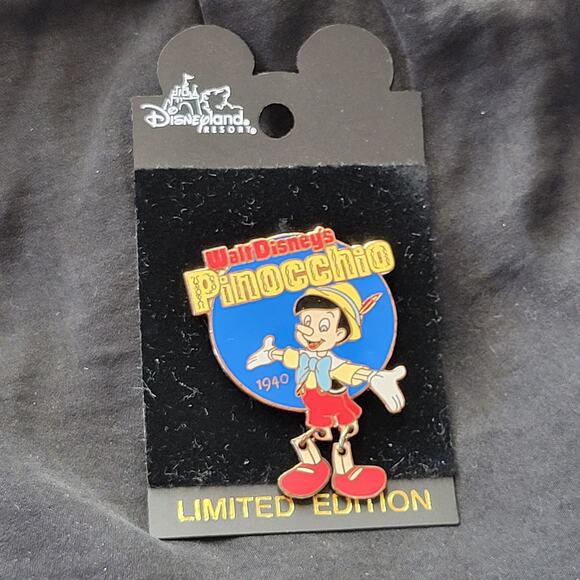 Disneyland
RESORT®
Walt Disney's
Pinocchio
1940
LIMITED EDITION